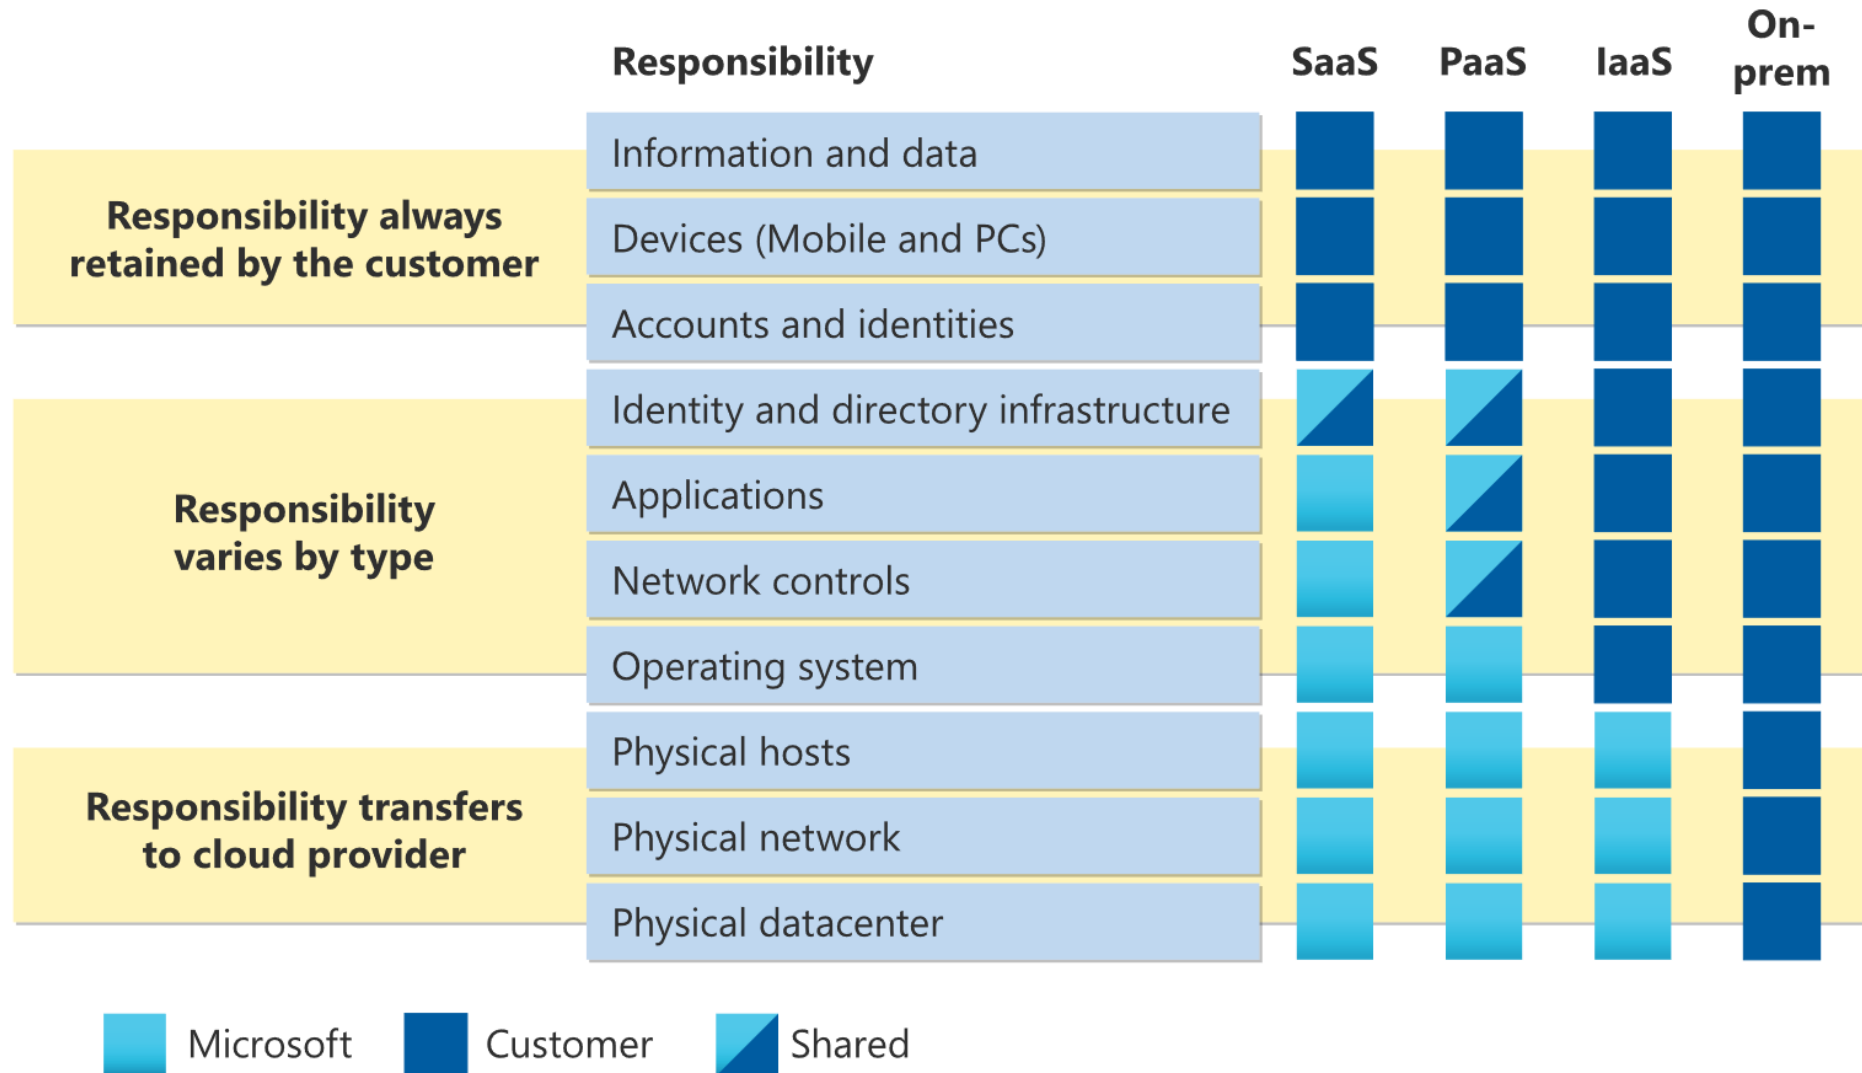 Responsibility SaaS PaaS IaaS On-
prem
Responsibility always
retained by the customer
Information and data
Devices (Mobile and PCs)
Accounts and identities
Responsibility
varies by type
Identity and directory infrastructure
Applications
Network controls
Operating system
Responsibility transfers
to cloud provider
Physical hosts
Physical network
Physical datacenter
Microsoft Customer Shared